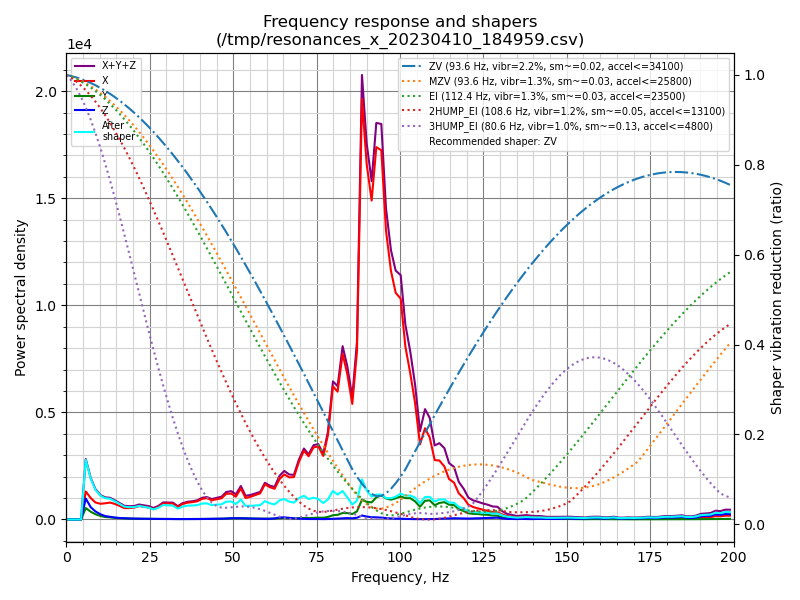 Frequency response and shapers
(/tmp/resonances_x_20230410_184959.csv)
1e4
X+Y+Z
X
Y
Z
After
shaper
ZV (93.6 Hz, vibr=2.2%, sm~=0.02, accel<=34100)
MZV (93.6 Hz, vibr=1.3%, sm~=0.03, accel<=25800)
EI (112.4 Hz, vibr=1.3%, sm~=0.03, accel<=23500)
2HUMP_EI (108.6 Hz, vibr=1.2%, sm~=0.05, accel<=13100)
3HUMP_EI (80.6 Hz, vibr=1.0%, sm~=0.13, accel<=4800)
Recommended shaper: ZV
Power spectral density
2.0
1.5
1.0
0.5
0.0
Shaper vibration reduction (ratio)
1.0
0.8
0.6
0.4
0.2
0.0
0 25 50 75 100 125 150 175 200
Frequency, Hz